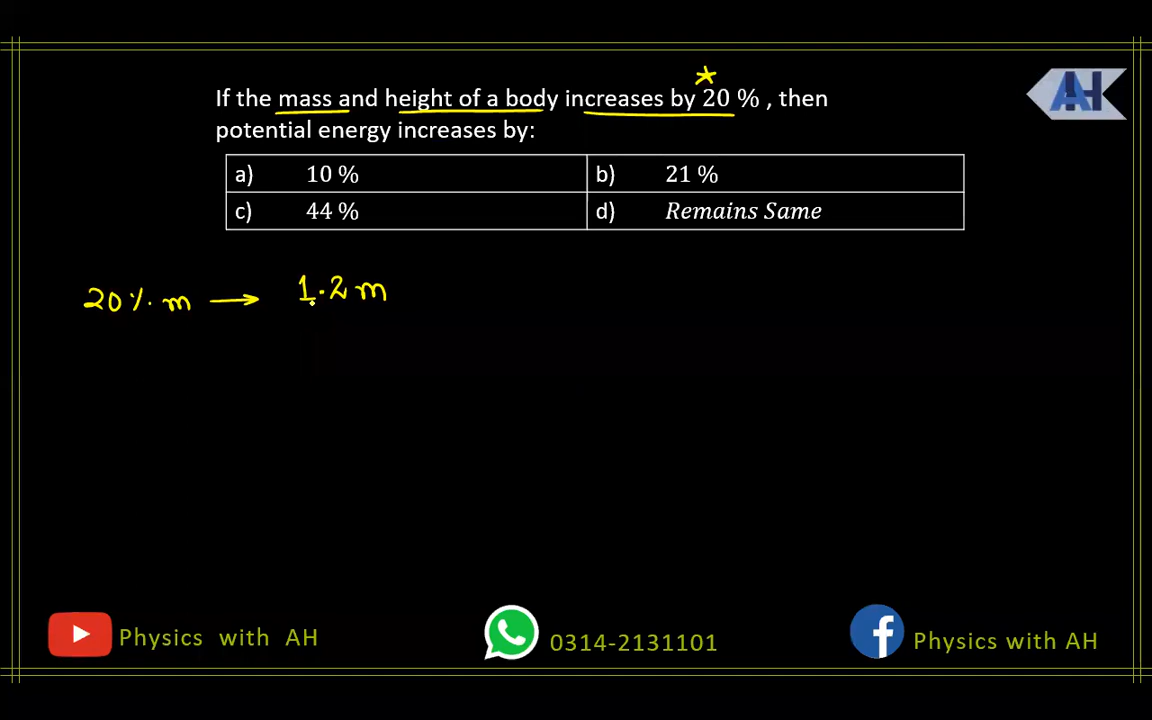 If the mass and height of a body increases by 20 % , then
potential energy increases by:
a) 10 % b) 21 %
c) 44 % d) Remains Same
20% m → 1.2 m
AH
Physics with AH 0314-2131101 Physics with AH